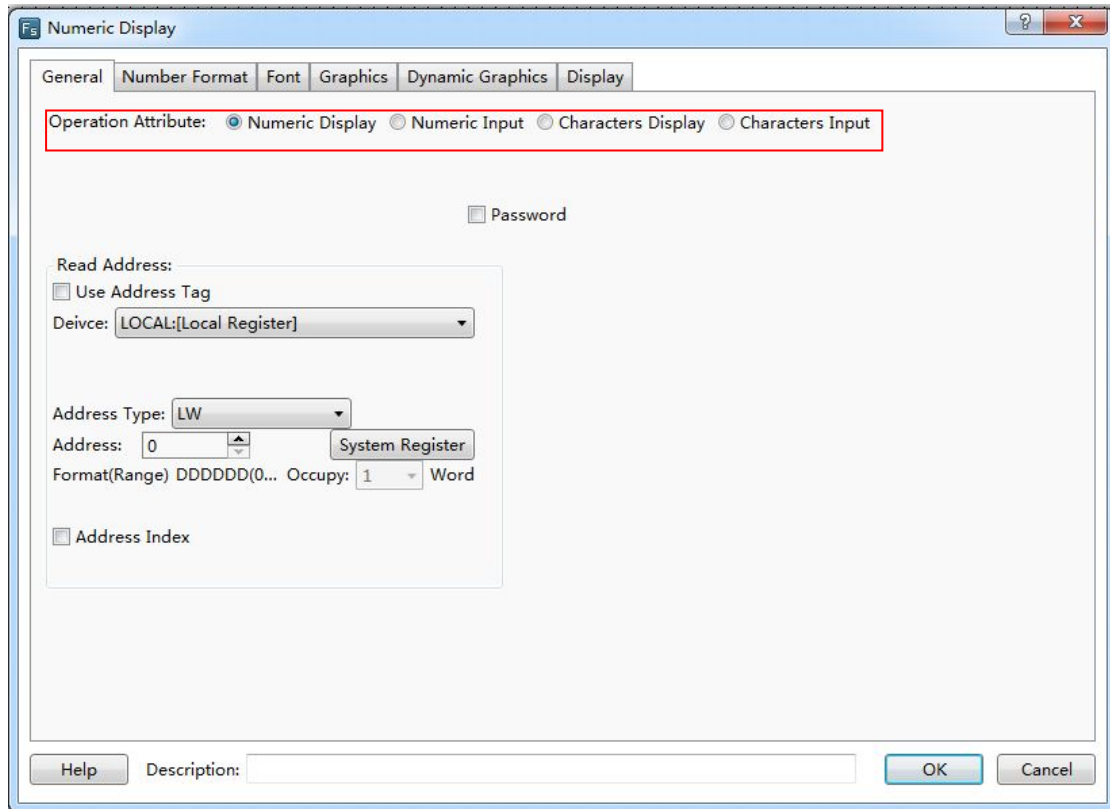 Fs Numeric Display
General Number Format Font Graphics Dynamic Graphics Display
Operation Attribute: Numeric Display Numeric Input Characters Display Characters Input
Password
Read Address:
Use Address Tag
Deivce: LOCAL:[Local Register]
Address Type: LW
Address: 0 System Register
Format(Range) DDDDDD(0... Occupy: 1 Word
Address Index
Help Description: OK Cancel